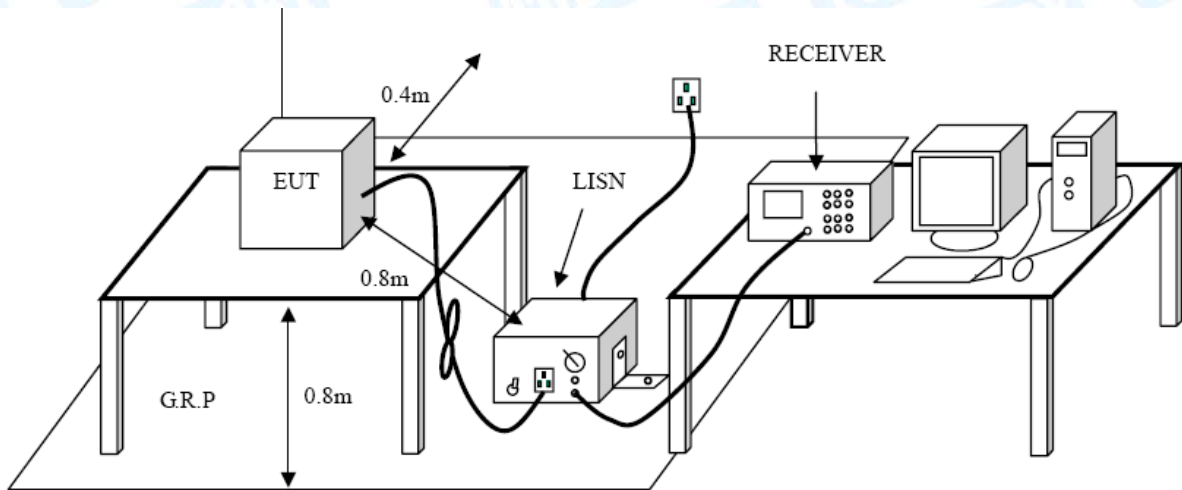 RECEIVER
0.4m
EUT
LISN
0.8m
G.R.P
0.8m